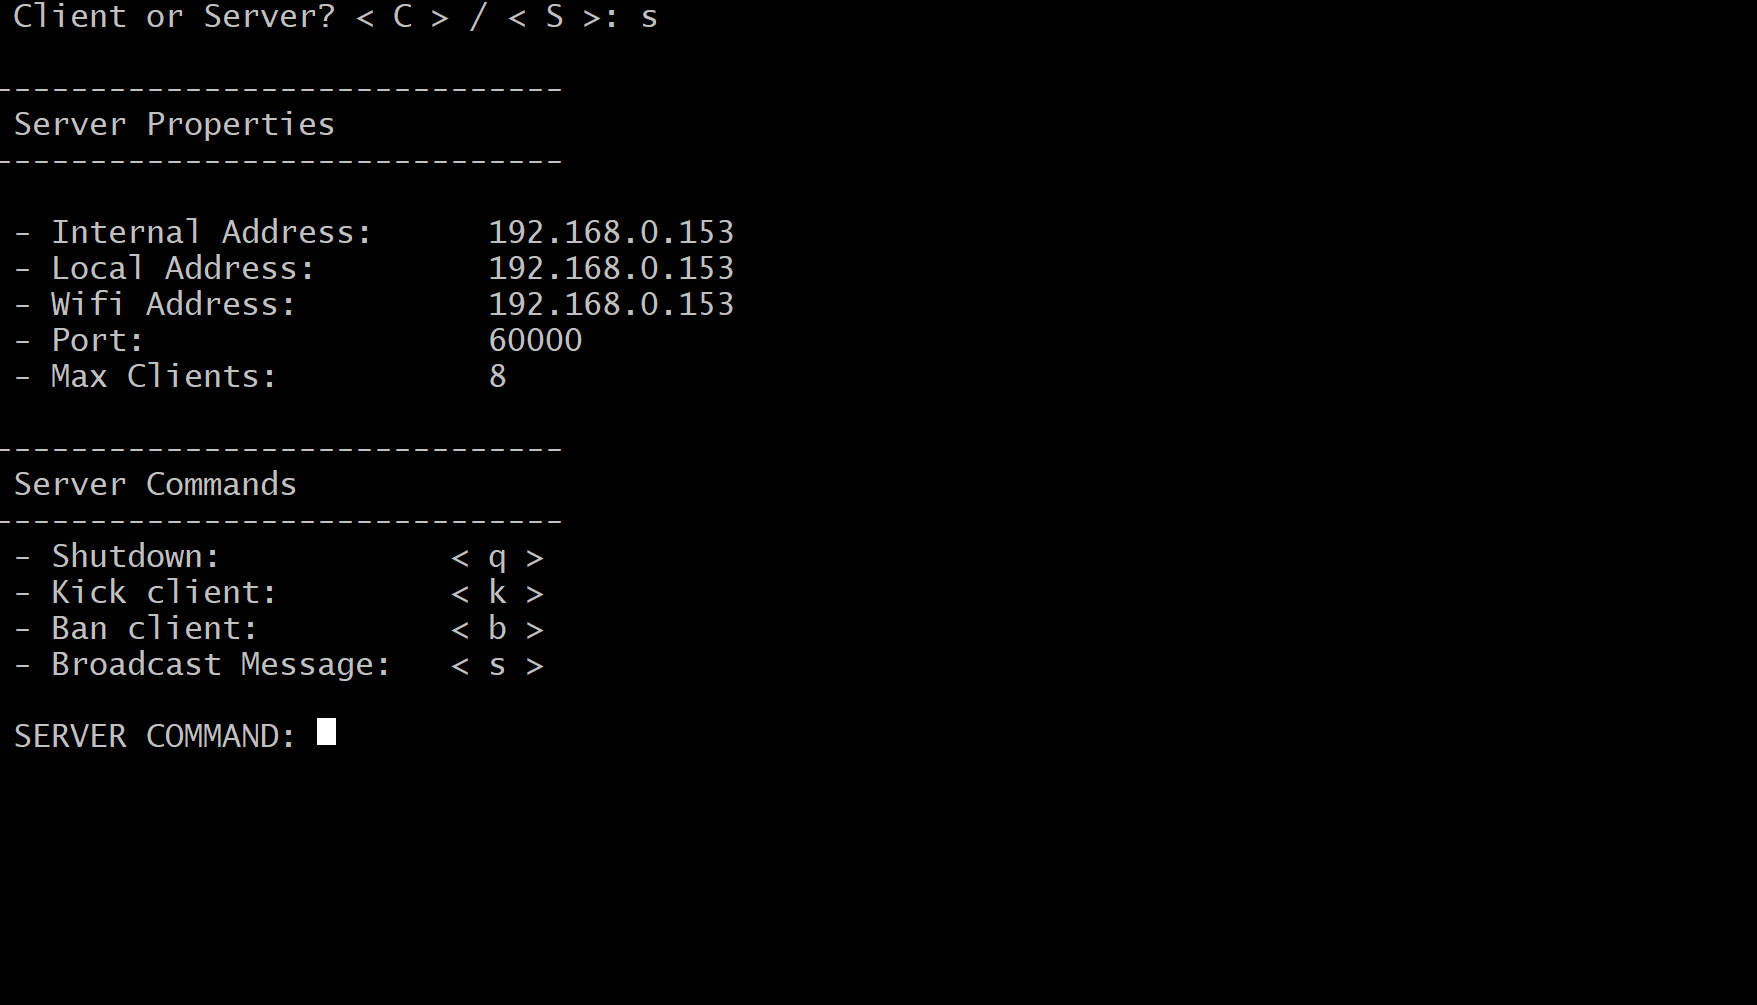 Client or Server? < C > / < S >: s
------------------------------
Server Properties
------------------------------
- Internal Address: 192.168.0.153
- Local Address: 192.168.0.153
- Wifi Address: 192.168.0.153
- Port: 60000
- Max Clients: 8
------------------------------
Server Commands
------------------------------
- Shutdown: < q >
- Kick client: < k >
- Ban client: < b >
- Broadcast Message: < s >
SERVER COMMAND: